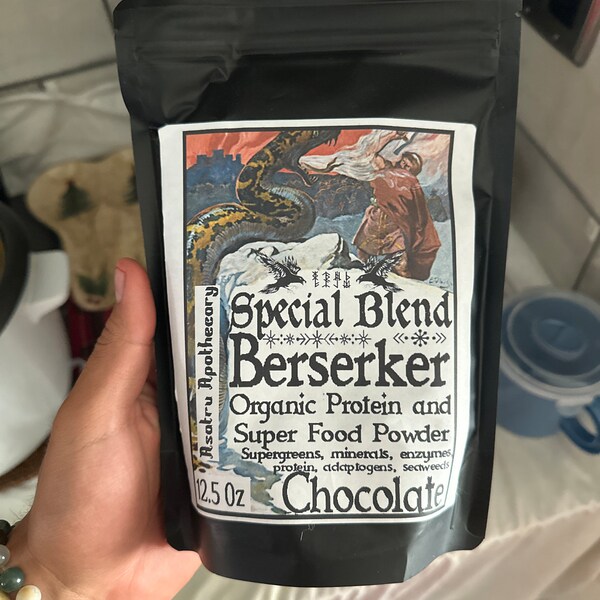 Special Blend
Berserker
Organic Protein and
Super Food Powder
Supergreens, minerals, enzymes,
protein, adaptogens, seaweeds
Chocolate
12.5 Oz
Asatru Apothecary